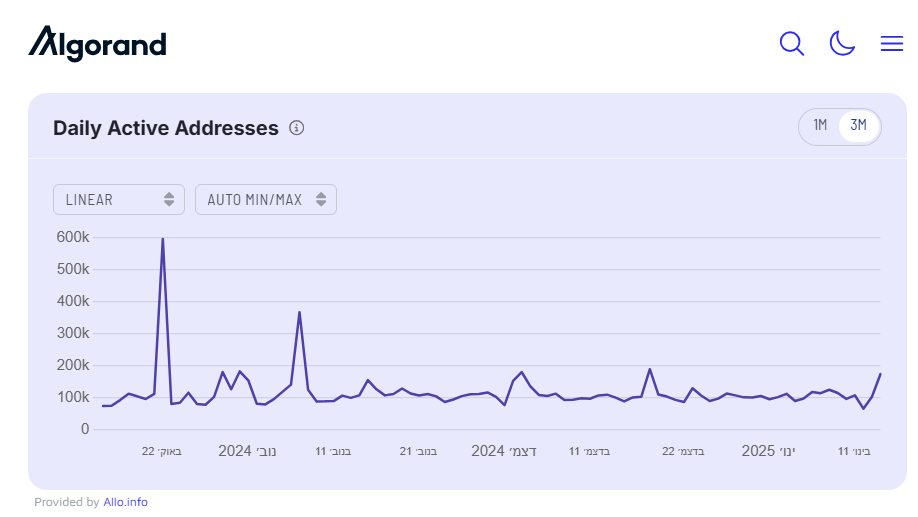 Algorand
Daily Active Addresses
1M 3M
LINEAR AUTO MIN/MAX
600k
500k
400k
300k
200k
100k
0
22 באוק׳ נוב׳ 2024 11 בנוב׳ 21 בנוב׳ דצמ׳ 2024 11 בדצמ׳ 22 בדצמ׳ ינו׳ 2025 11 בינו׳
Provided by Allo.info